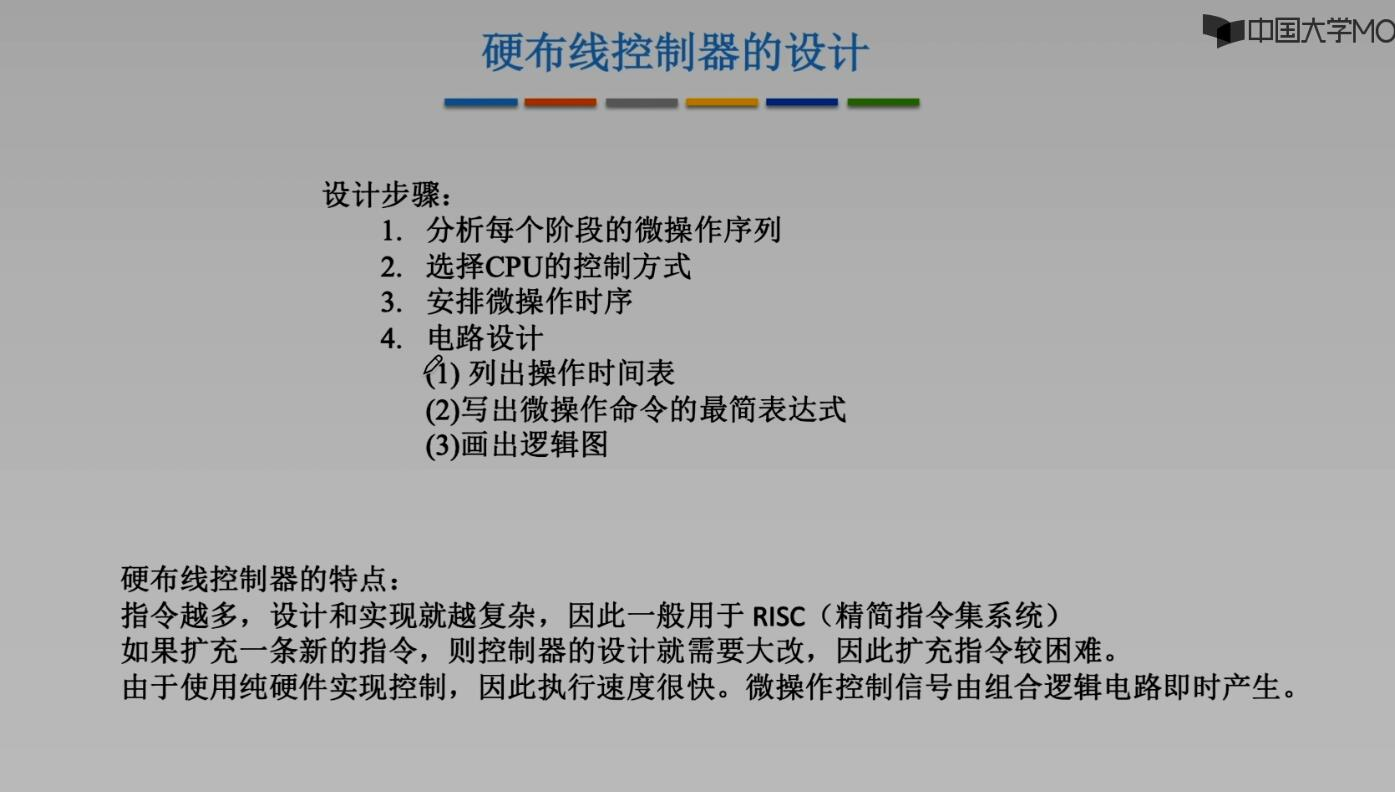 中国大学MO
硬布线控制器的设计
设计步骤：
1. 分析每个阶段的微操作序列
2. 选择CPU的控制方式
3. 安排微操作时序
4. 电路设计
(1) 列出操作时间表
(2)写出微操作命令的最简表达式
(3)画出逻辑图
硬布线控制器的特点：
指令越多，设计和实现就越复杂，因此一般用于 RISC（精简指令集系统）
如果扩充一条新的指令，则控制器的设计就需要大改，因此扩充指令较困难。
由于使用纯硬件实现控制，因此执行速度很快。微操作控制信号由组合逻辑电路即时产生。